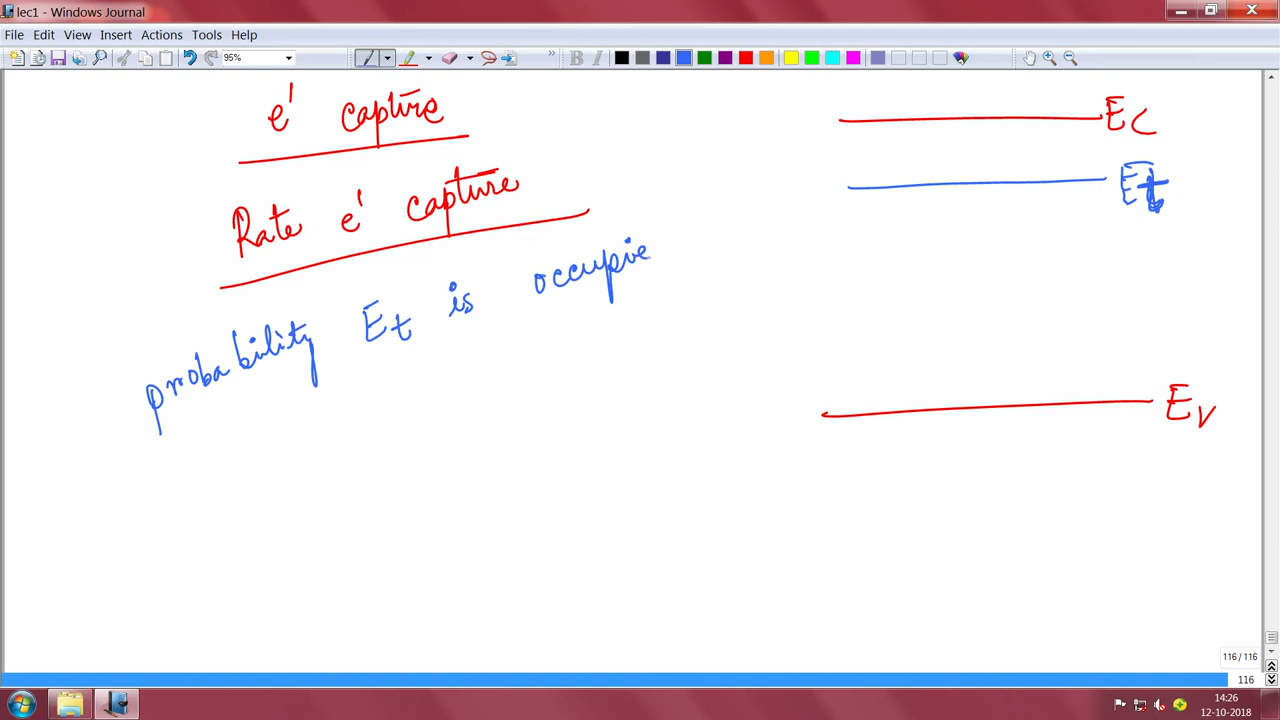 lec1 - Windows Journal
File Edit View Insert Actions Tools Help
95%
B I
e' capture
Rate e' capture
probability Et is occupie
EC
Et
EV
116 / 116
116
14:26
12-10-2018